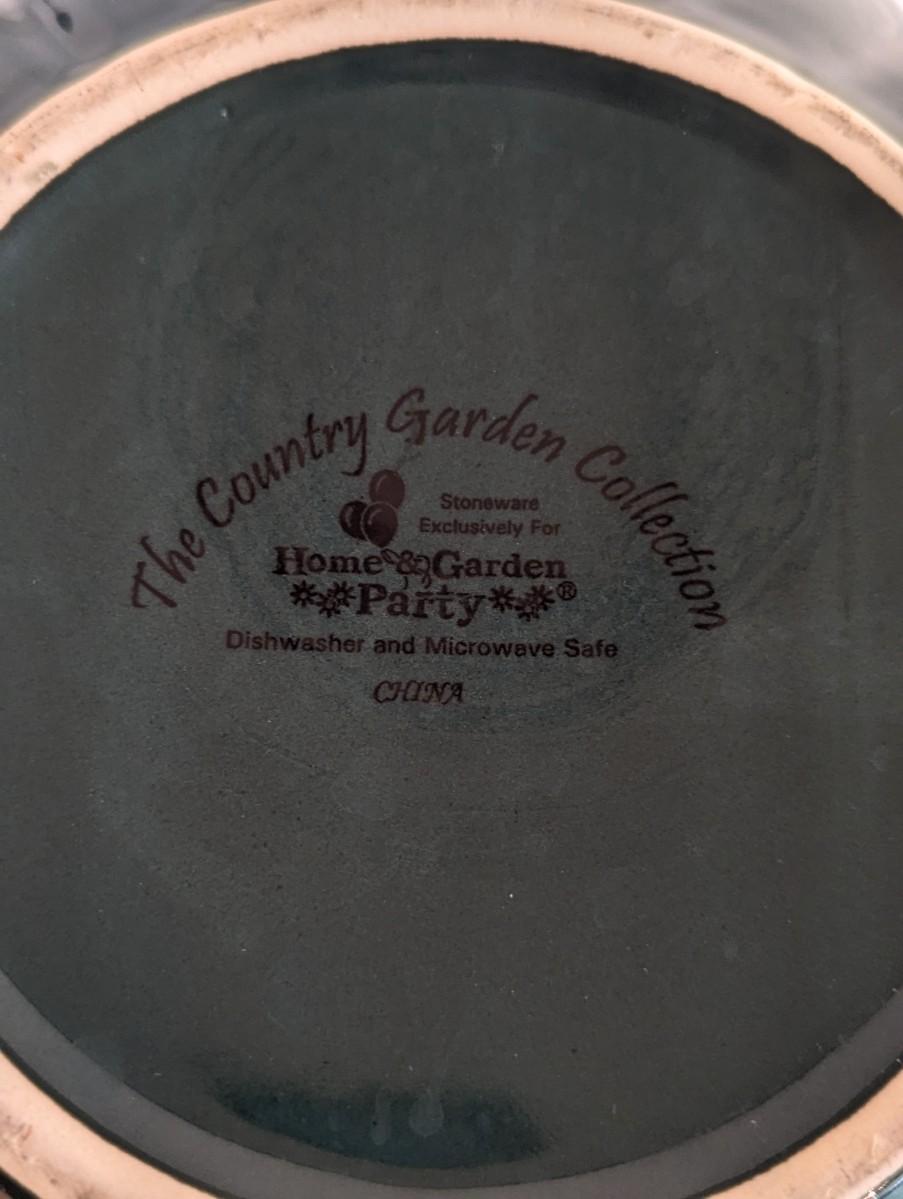 The Country Garden Collection
Stoneware
Exclusively For
Home & Garden
Party®
Dishwasher and Microwave Safe
CHINA